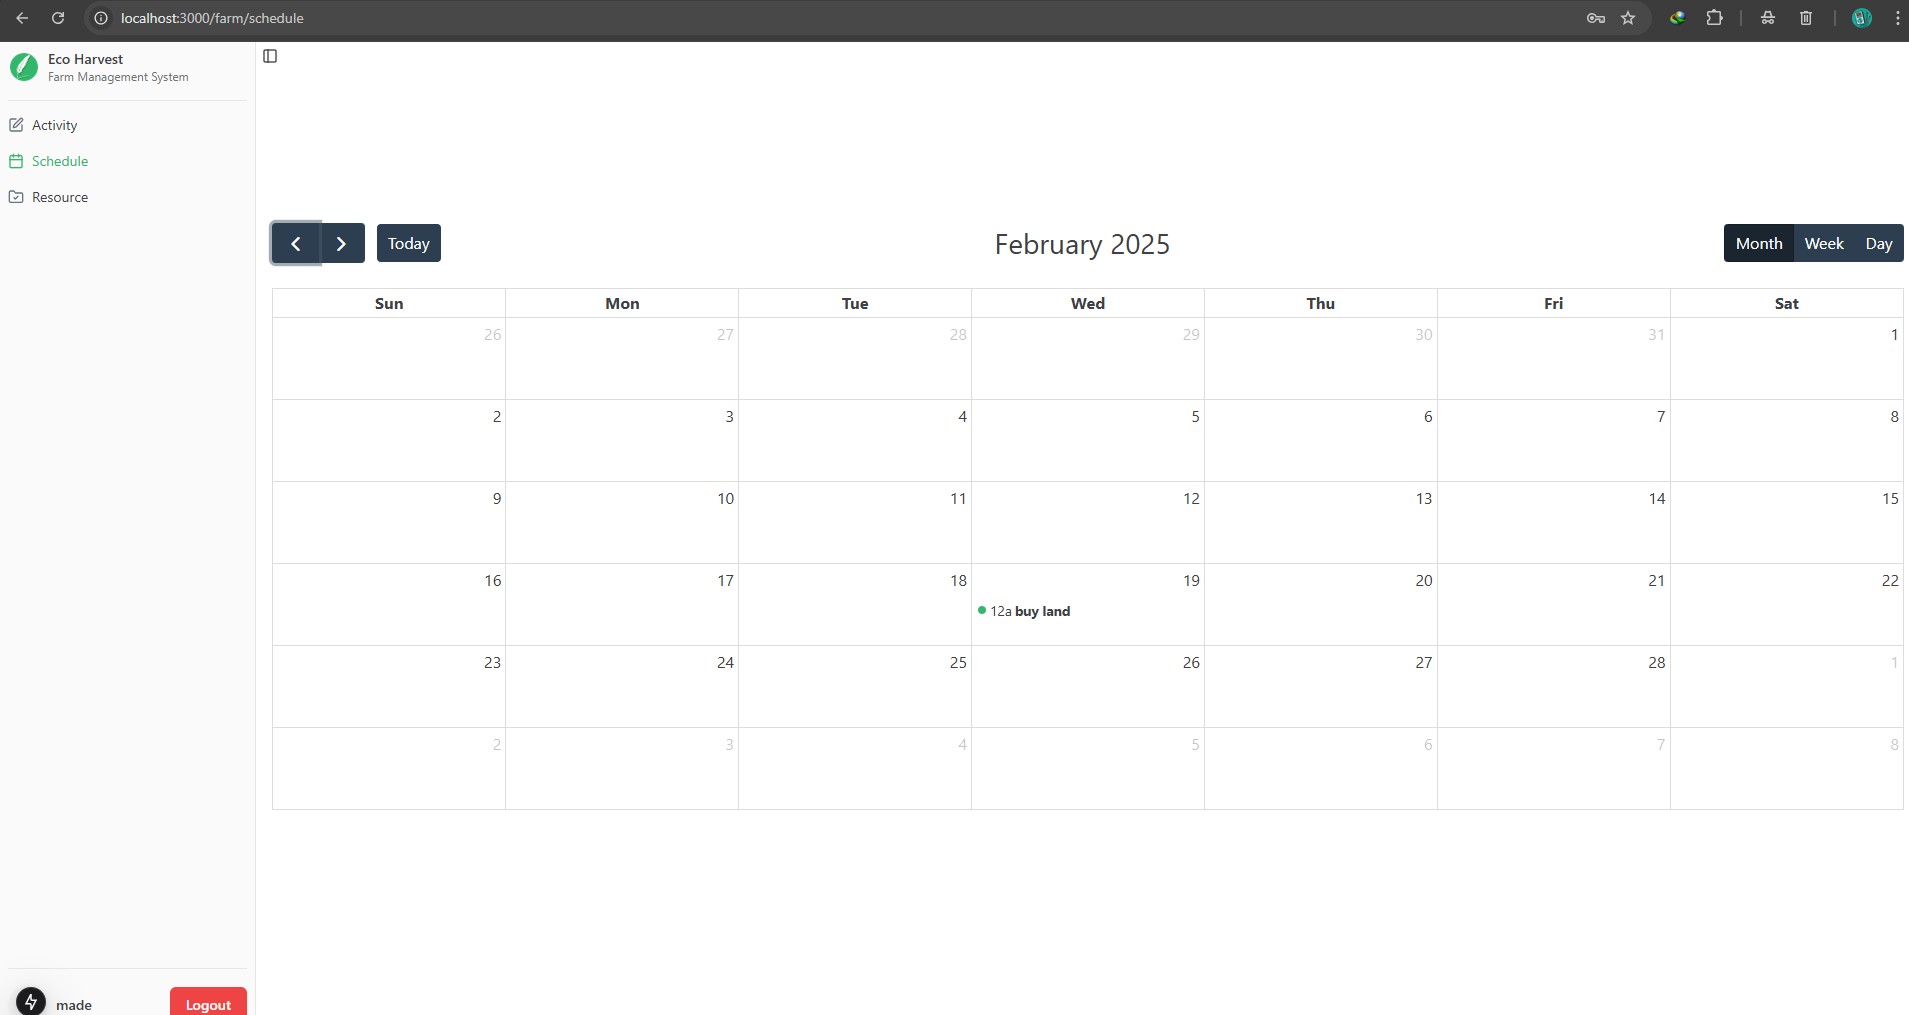 localhost:3000/farm/schedule
Eco Harvest
Farm Management System
Activity
Schedule
Resource
Today
February 2025
Month Week Day
Sun Mon Tue Wed Thu Fri Sat
26 27 28 29 30 31 1
2 3 4 5 6 7 8
9 10 11 12 13 14 15
16 17 18 19 20 21 22
12a buy land
23 24 25 26 27 28 1
2 3 4 5 6 7 8
made
Logout